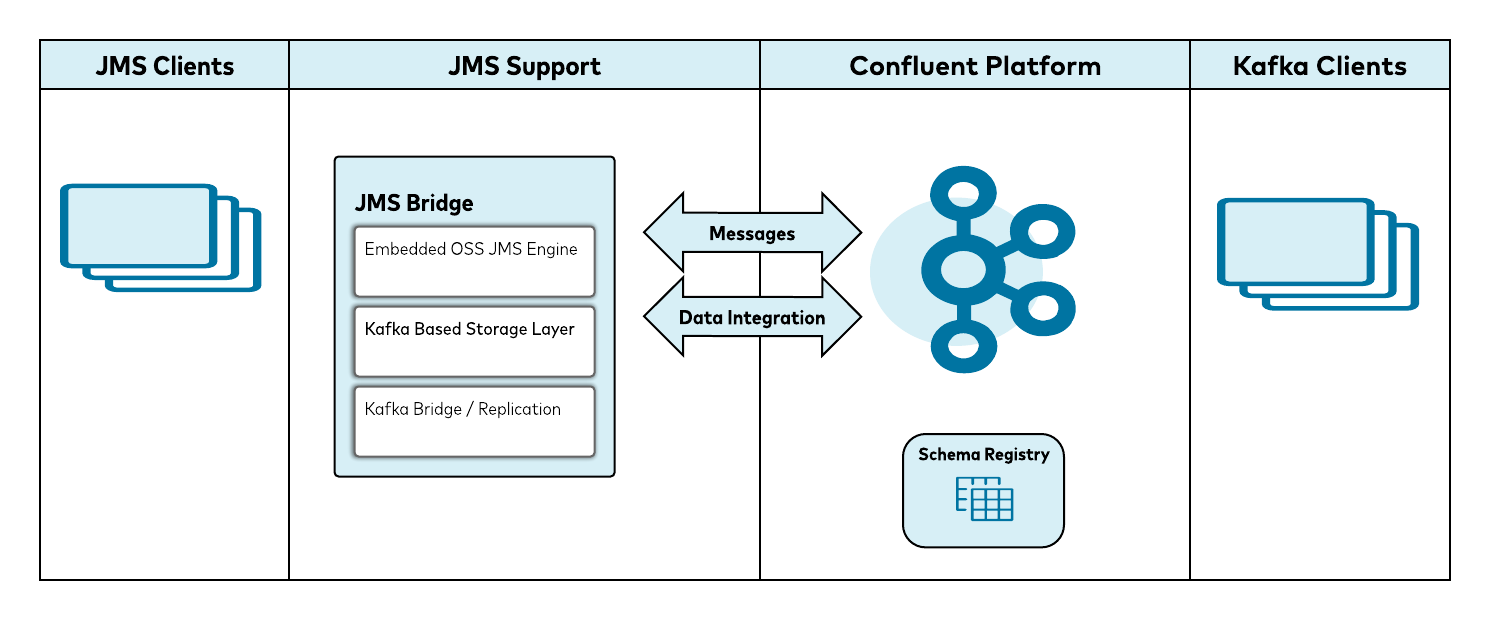 JMS Clients
JMS Support
Confluent Platform
Kafka Clients
JMS Bridge
Embedded OSS JMS Engine
Kafka Based Storage Layer
Kafka Bridge / Replication
Messages
Data Integration
Schema Registry